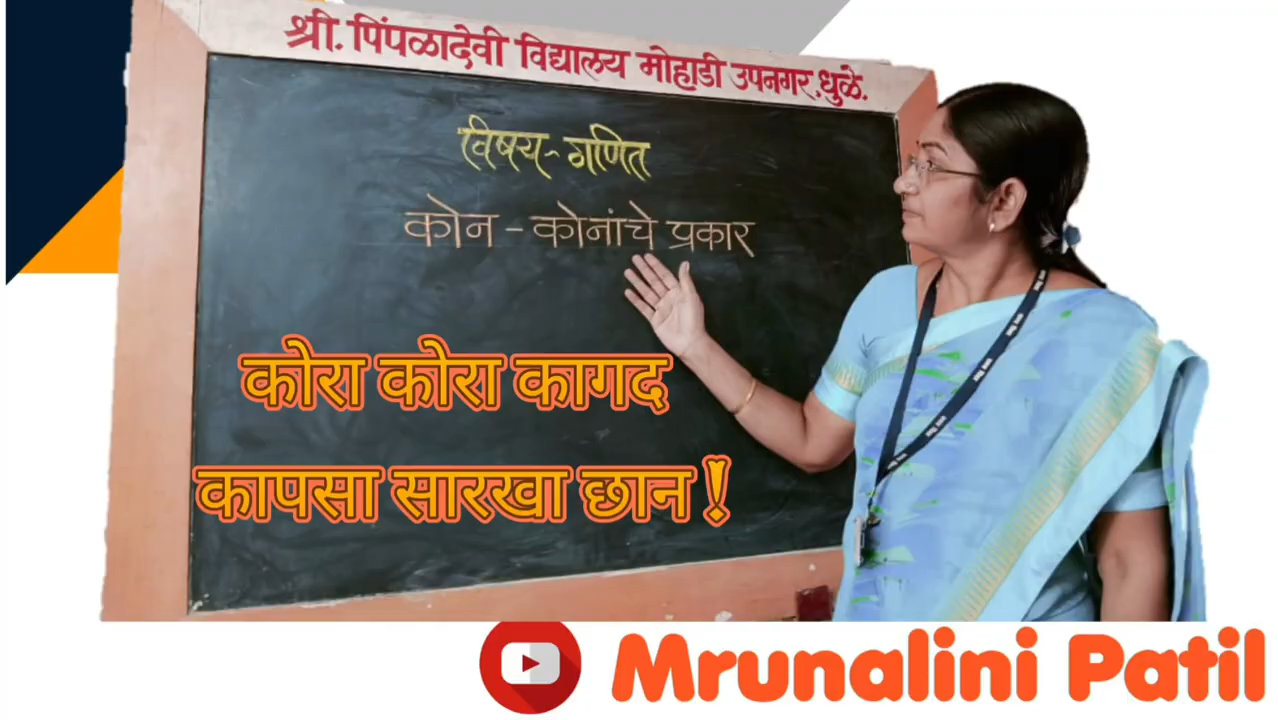 श्री. पिंपळादेवी विद्यालय मोहाडी उपनगर,धुळे.
विषय - गणित
कोन - कोनांचे प्रकार
कोरा कोरा कागद
कापसा सारखा छान !
Mrunalini Patil